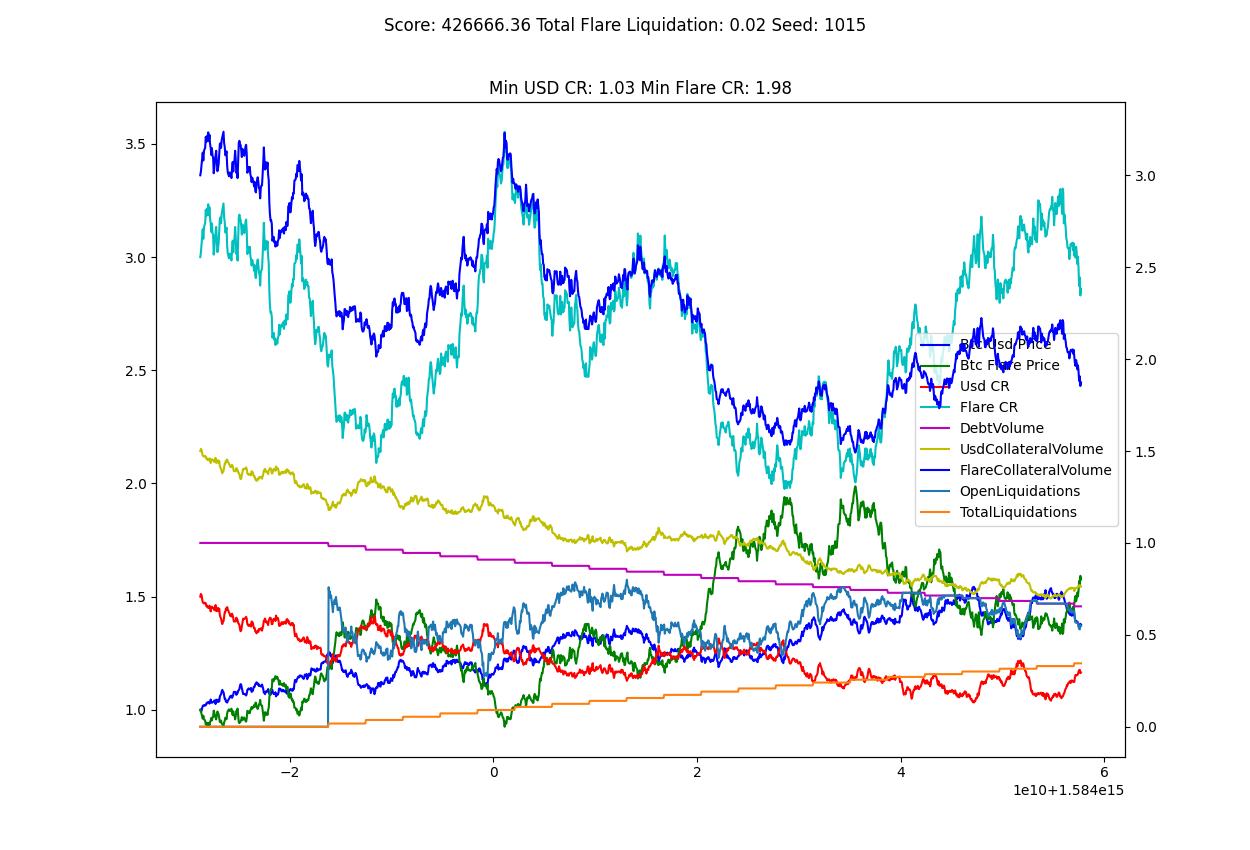 Score: 426666.36 Total Flare Liquidation: 0.02 Seed: 1015
Min USD CR: 1.03 Min Flare CR: 1.98
3.5
3.0
2.5
2.0
1.5
1.0
3.0
2.5
2.0
1.5
1.0
0.5
0.0
Btc Usd Price
Btc Flare Price
Usd CR
Flare CR
DebtVolume
UsdCollateralVolume
FlareCollateralVolume
OpenLiquidations
TotalLiquidations
−2 0 2 4 6
1e10+1.584e15